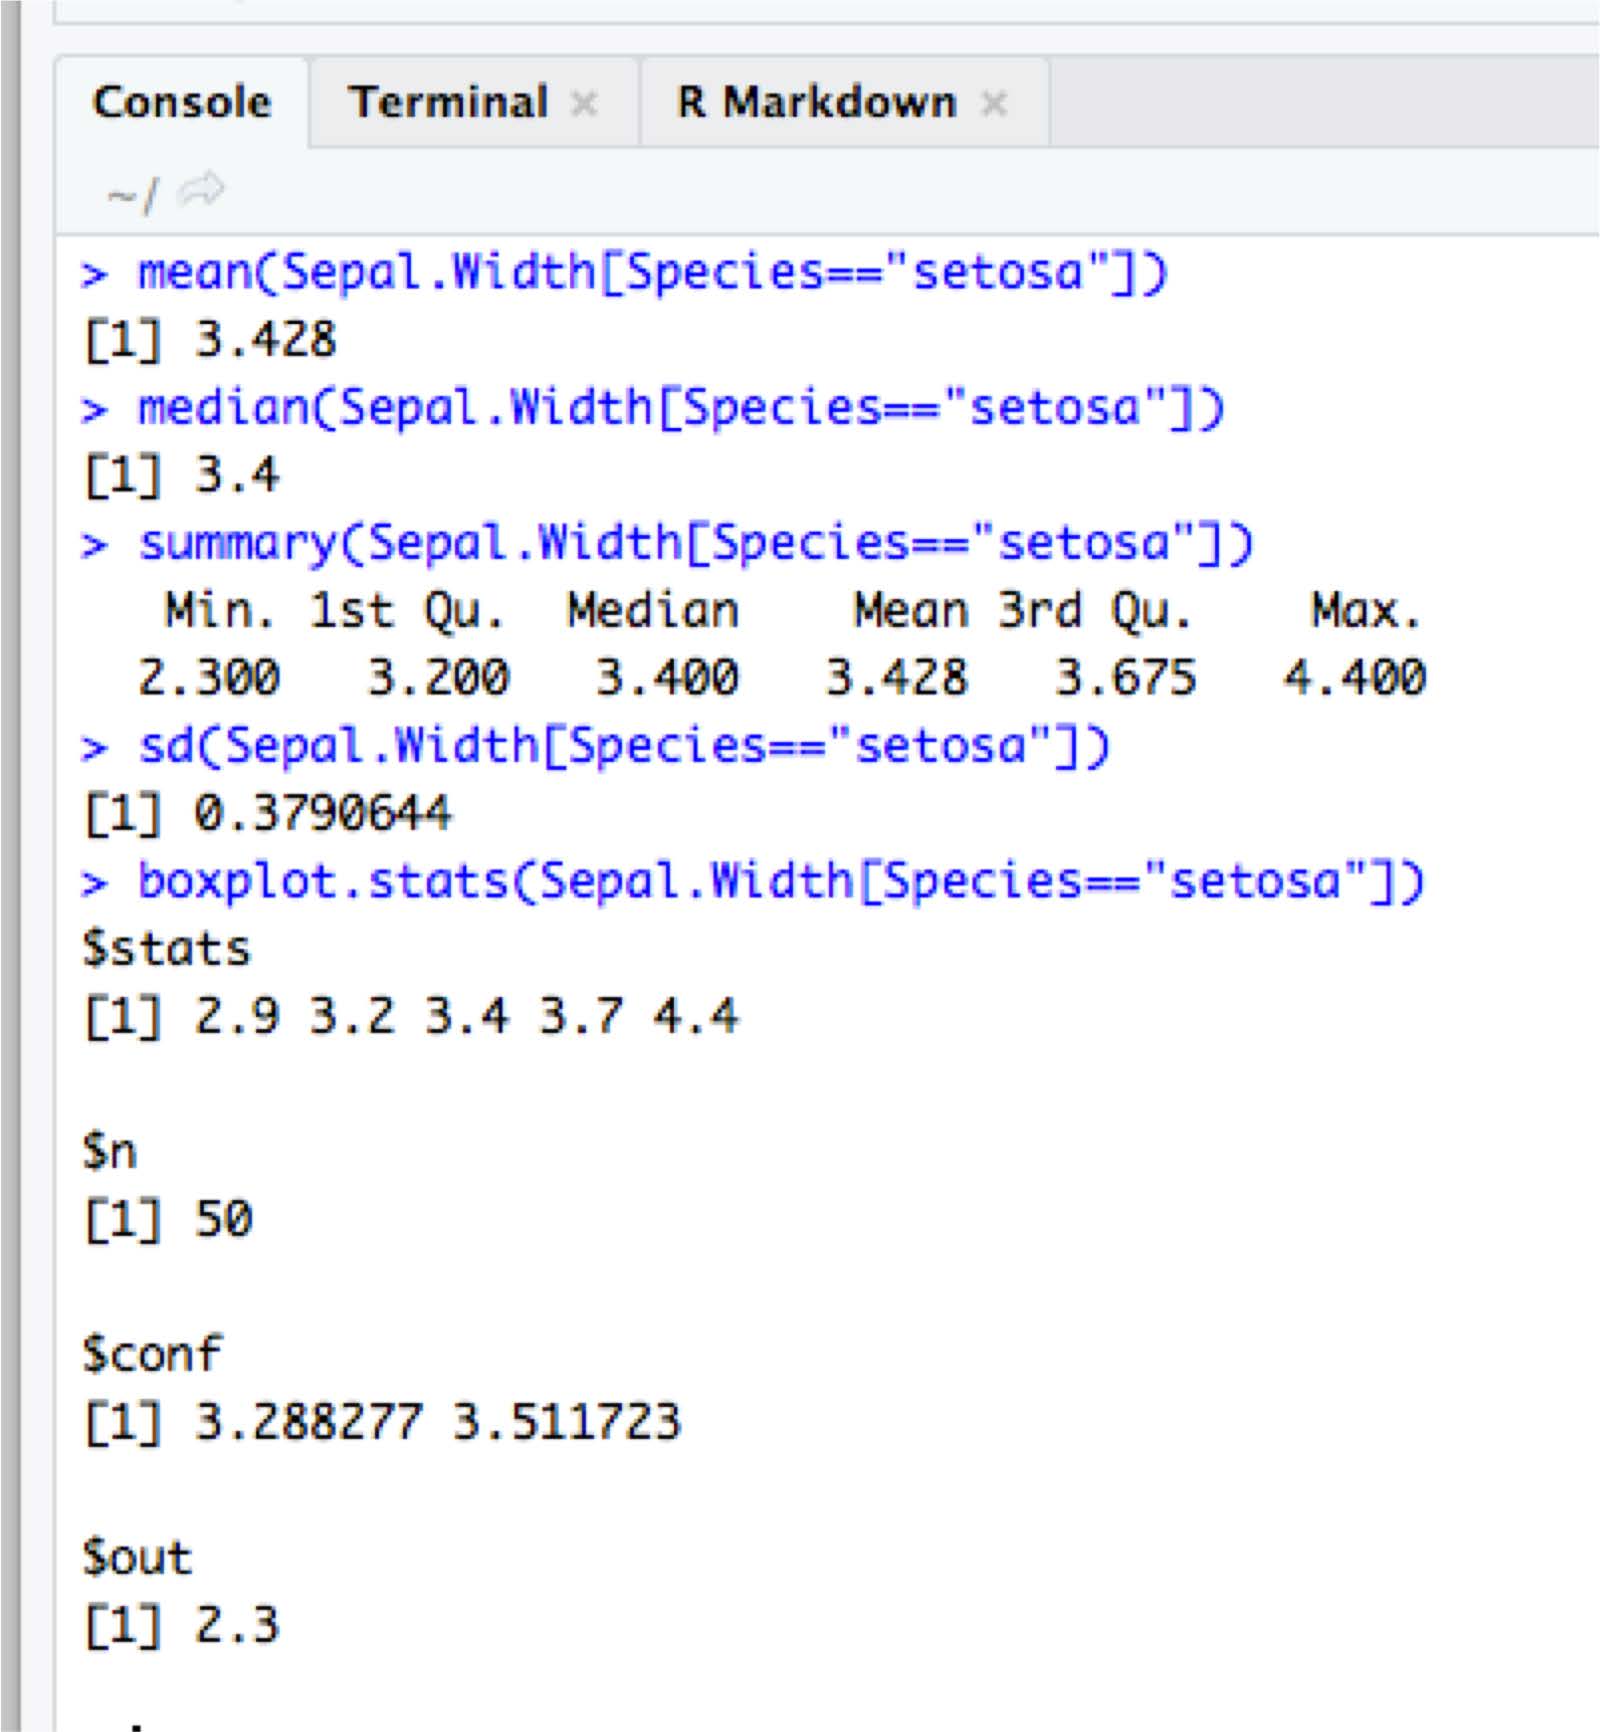 Console Terminal × R Markdown ×
~/
> mean(Sepal.Width[Species=="setosa"])
[1] 3.428
> median(Sepal.Width[Species=="setosa"])
[1] 3.4
> summary(Sepal.Width[Species=="setosa"])
   Min. 1st Qu.  Median    Mean 3rd Qu.    Max.
  2.300   3.200   3.400   3.428   3.675   4.400
> sd(Sepal.Width[Species=="setosa"])
[1] 0.3790644
> boxplot.stats(Sepal.Width[Species=="setosa"])
$stats
[1] 2.9 3.2 3.4 3.7 4.4
$n
[1] 50
$conf
[1] 3.288277 3.511723
$out
[1] 2.3